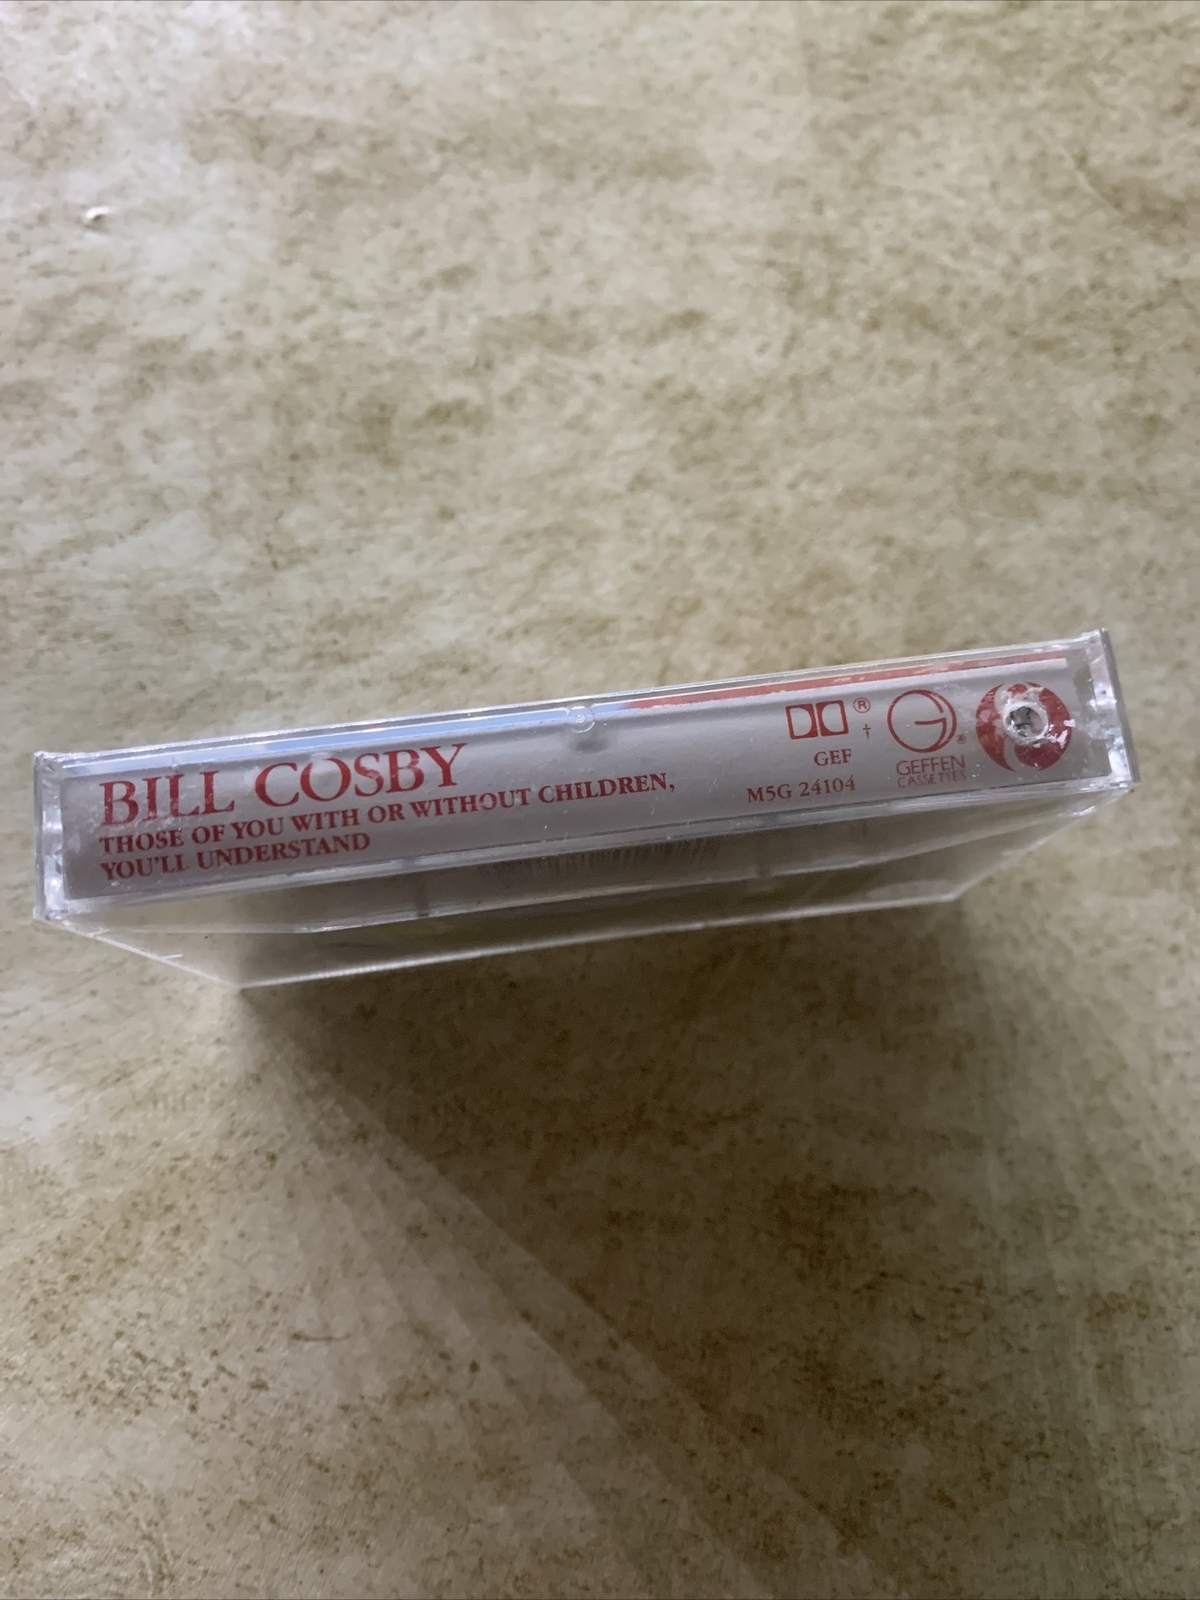 BILL COSBY
THOSE OF YOU WITH OR WITHOUT CHILDREN,
YOU'LL UNDERSTAND
®
†
GEF
M5G 24104
G
®
GEFFEN
CASSETTES